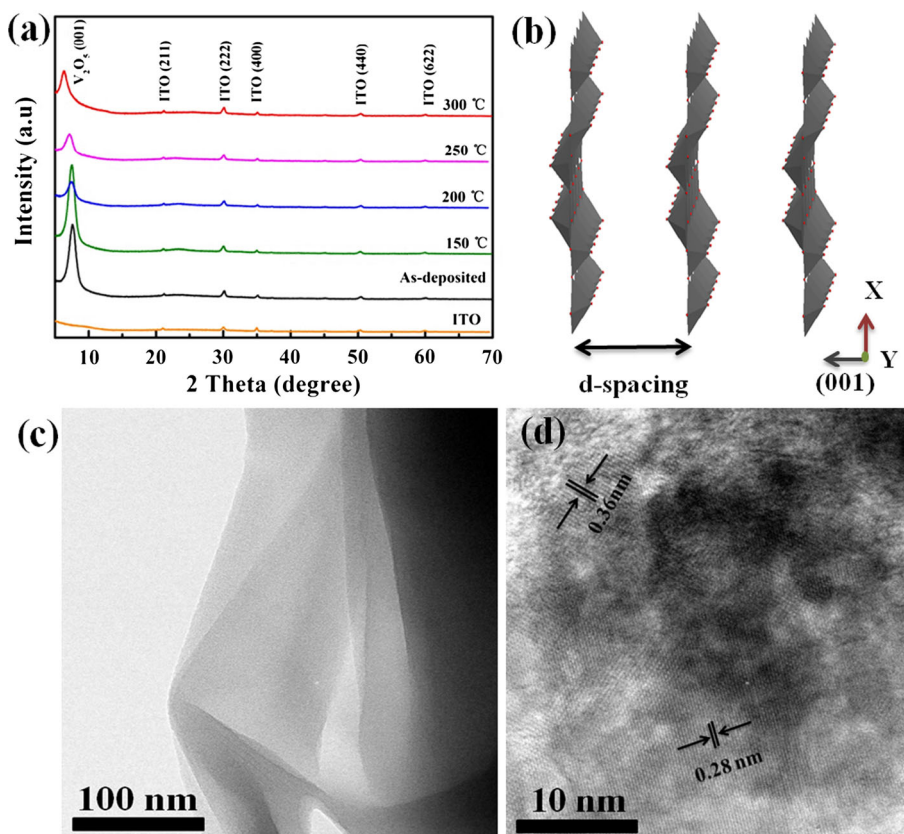 (a)
V₂O₅ (001)
ITO (211)
ITO (222)
ITO (400)
ITO (440)
ITO (622)
300 ℃
250 ℃
200 ℃
150 ℃
As-deposited
ITO
Intensity (a.u)
10 20 30 40 50 60 70
2 Theta (degree)
(b)
d-spacing
X
Y
(001)
(c)
100 nm
(d)
0.36nm
0.28 nm
10 nm